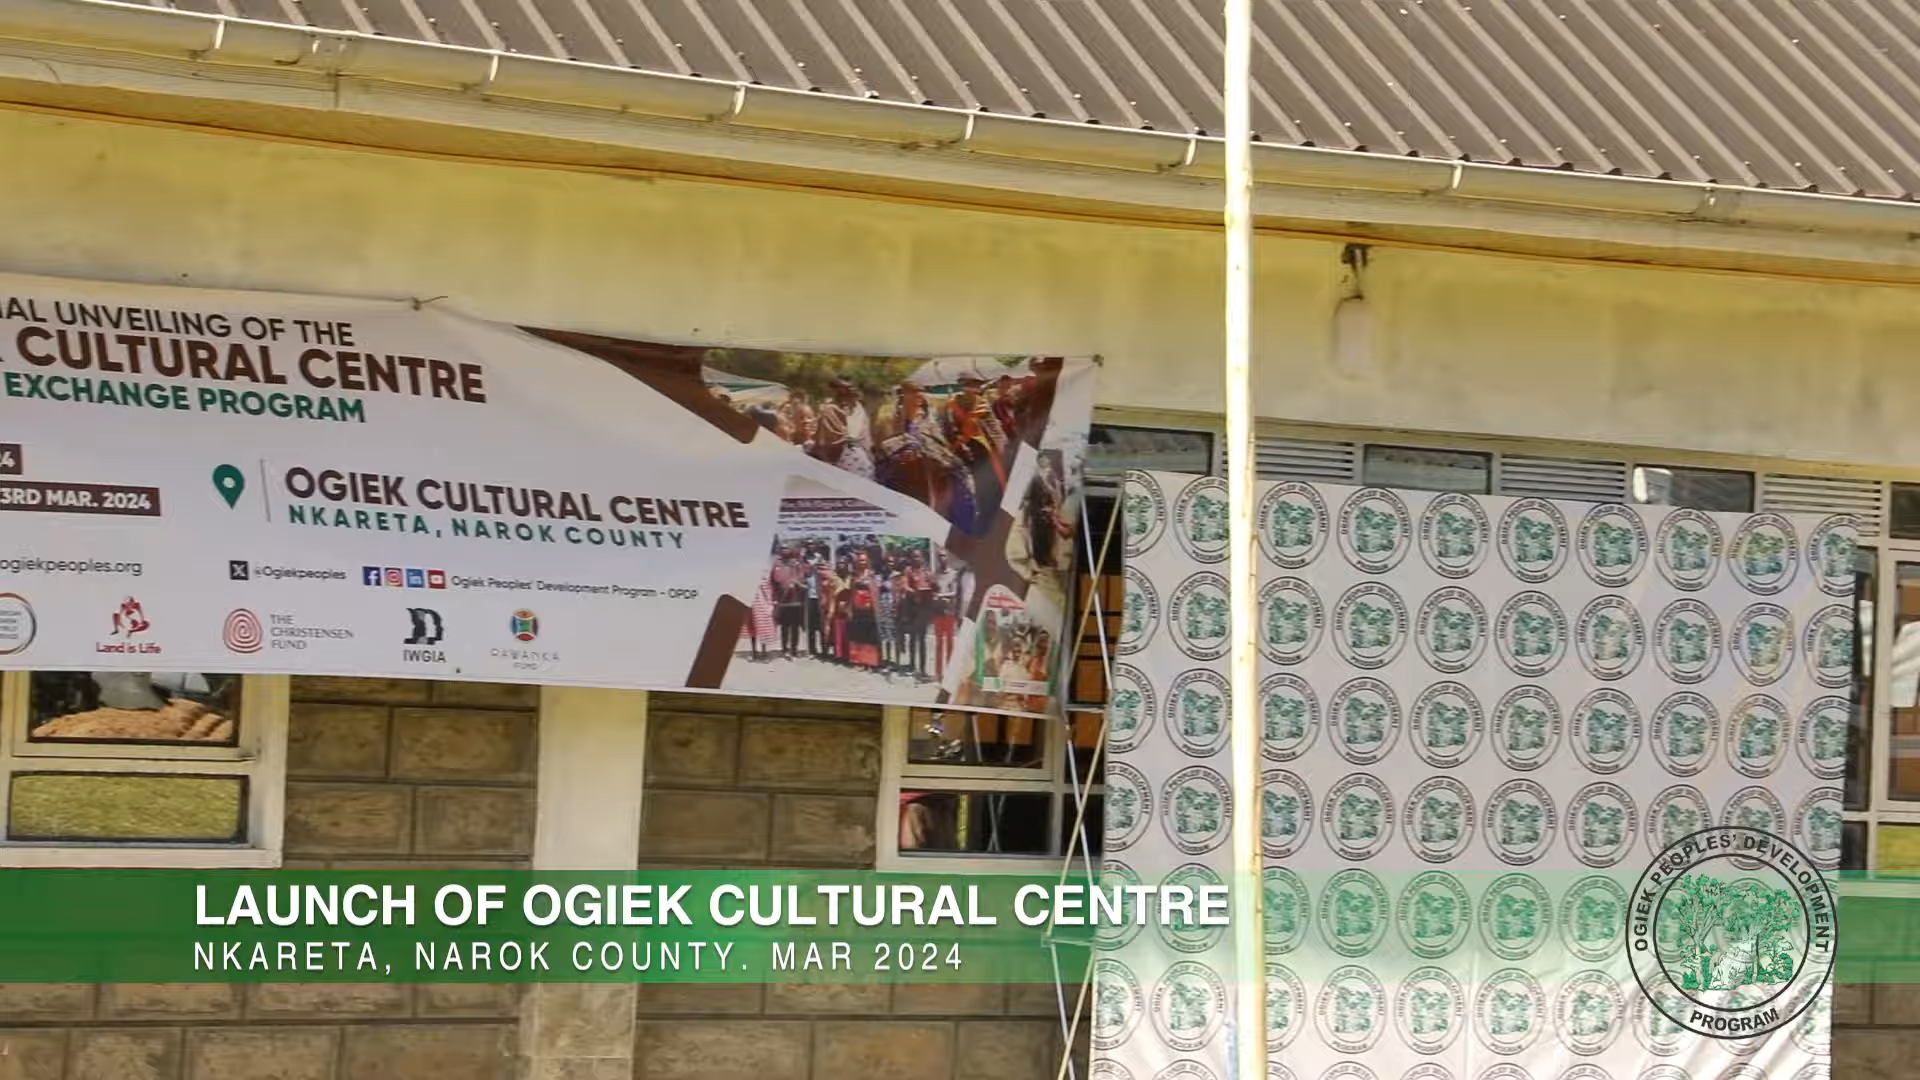 IAL UNVEILING OF THE
CULTURAL CENTRE
EXCHANGE PROGRAM
3RD MAR. 2024
OGIEK CULTURAL CENTRE
NKARETA, NAROK COUNTY
ogiekpeoples.org
@Ogiekpeoples
Ogiek Peoples' Development Program - OPDP
Land is Life
THE
CHRISTENSEN
FUND
IWGIA
PAWANKA
FUND
LAUNCH OF OGIEK CULTURAL CENTRE
NKARETA, NAROK COUNTY. MAR 2024
OGIEK PEOPLES' DEVELOPMENT
PROGRAM